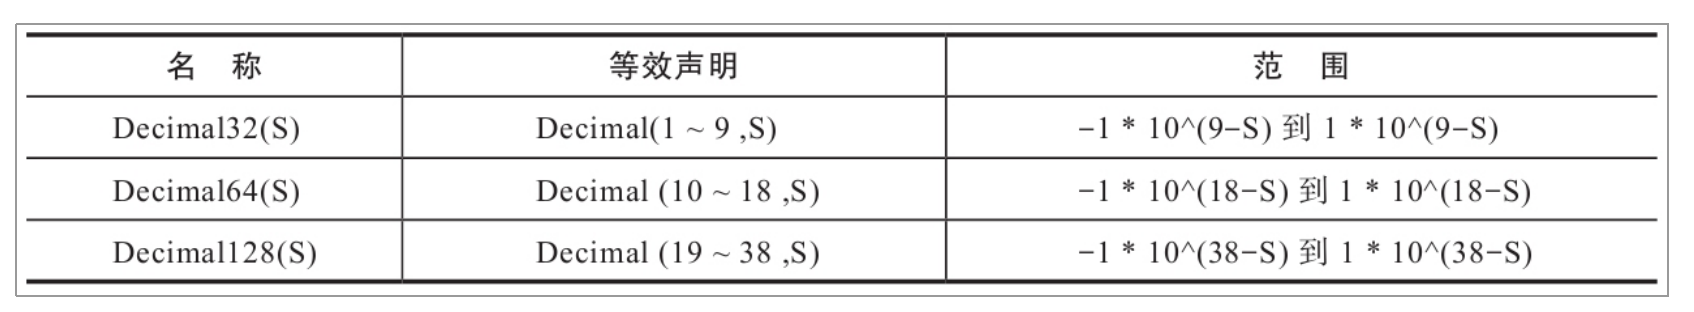 名 称 等效声明 范 围
Decimal32(S) Decimal(1 ~ 9 ,S) -1 * 10^(9-S) 到 1 * 10^(9-S)
Decimal64(S) Decimal (10 ~ 18 ,S) -1 * 10^(18-S) 到 1 * 10^(18-S)
Decimal128(S) Decimal (19 ~ 38 ,S) -1 * 10^(38-S) 到 1 * 10^(38-S)